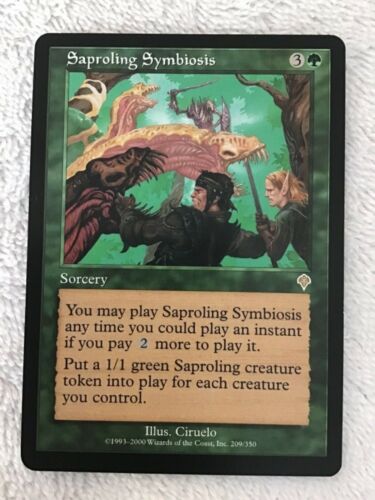 Saproling Symbiosis 3
Sorcery
You may play Saproling Symbiosis
any time you could play an instant
if you pay 2 more to play it.
Put a 1/1 green Saproling creature
token into play for each creature
you control.
Illus. Ciruelo
©1993–2000 Wizards of the Coast, Inc. 209/350